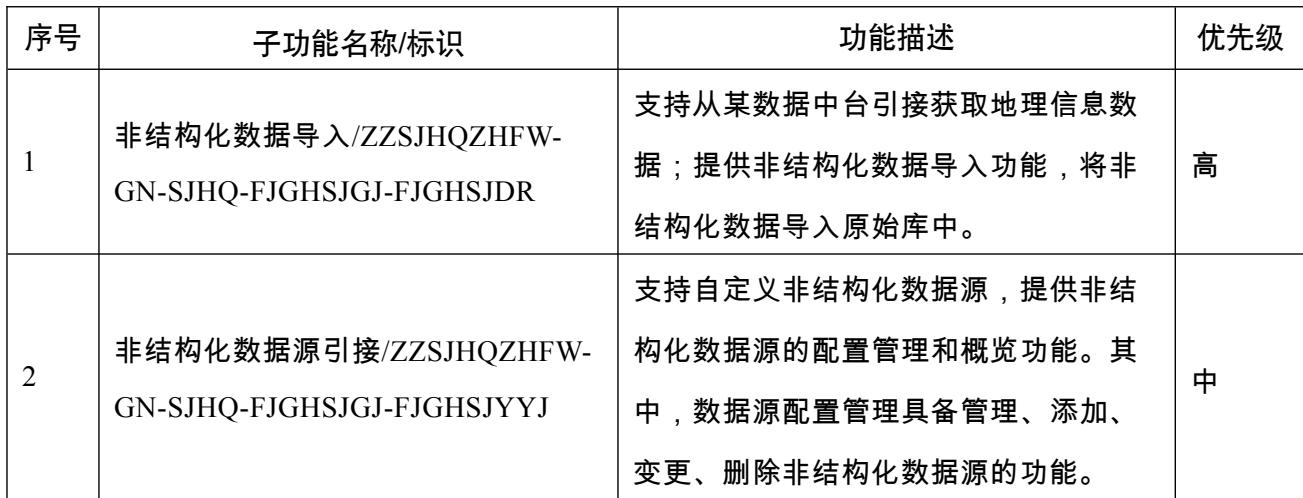 序号 子功能名称/标识 功能描述 优先级
1
非结构化数据导入/ZZSJHQZHFW-
GN-SJHQ-FJGHSJGJ-FJGHSJDR
支持从某数据中台引接获取地理信息数
据；提供非结构化数据导入功能，将非
结构化数据导入原始库中。
高
2
非结构化数据源引接/ZZSJHQZHFW-
GN-SJHQ-FJGHSJGJ-FJGHSJYYJ
支持自定义非结构化数据源，提供非结
构化数据源的配置管理和概览功能。其
中，数据源配置管理具备管理、添加、
变更、删除非结构化数据源的功能。
中